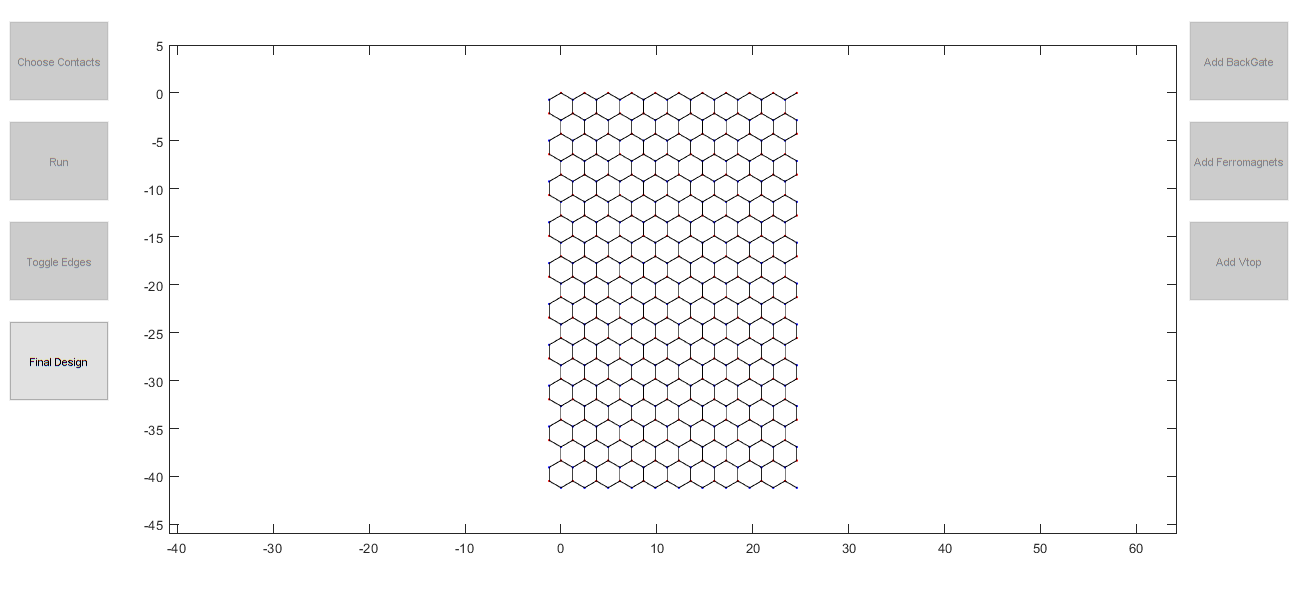 Choose Contacts
Run
Toggle Edges
Final Design
5
0
-5
-10
-15
-20
-25
-30
-35
-40
-45
-40 -30 -20 -10 0 10 20 30 40 50 60
Add BackGate
Add Ferromagnets
Add Vtop